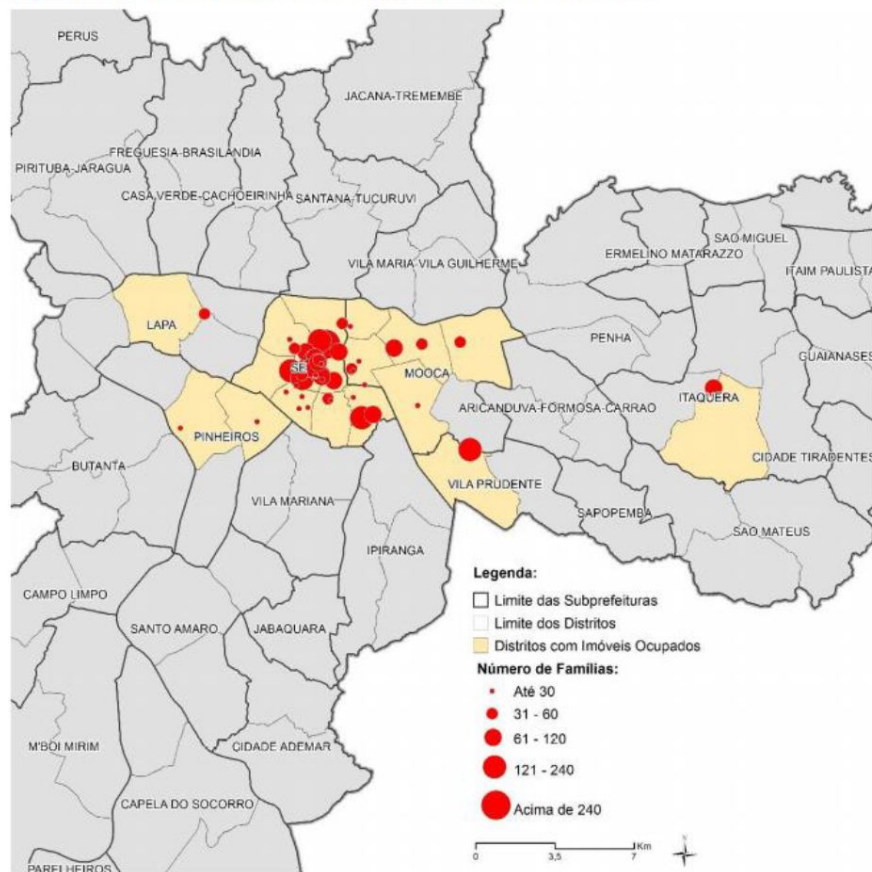 PERUS
JACANA-TREMEMBE
FREGUESIA-BRASILANDIA
PIRITUBA-JARAGUA
CASA VERDE-CACHOEIRINHA
SANTANA-TUCURUVI
SAO MIGUEL
ERMELINO MATARAZZO
VILA MARIA-VILA GUILHERME
ITAIM PAULISTA
LAPA
PENHA
GUAIANASES
SE
MOOCA
ITAQUERA
ARICANDUVA-FORMOSA-CARRAO
PINHEIROS
CIDADE TIRADENTES
BUTANTA
VILA PRUDENTE
VILA MARIANA
SAPOPEMBA
SAO MATEUS
IPIRANGA
Legenda:
CAMPO LIMPO
Limite das Subprefeituras
Limite dos Distritos
SANTO AMARO
JABAQUARA
Distritos com Imóveis Ocupados
Número de Famílias:
Até 30
31 - 60
61 - 120
M'BOI MIRIM
CIDADE ADEMAR
121 - 240
CAPELA DO SOCORRO
Acima de 240
Km
0 3,5 7
PARELHEIROS